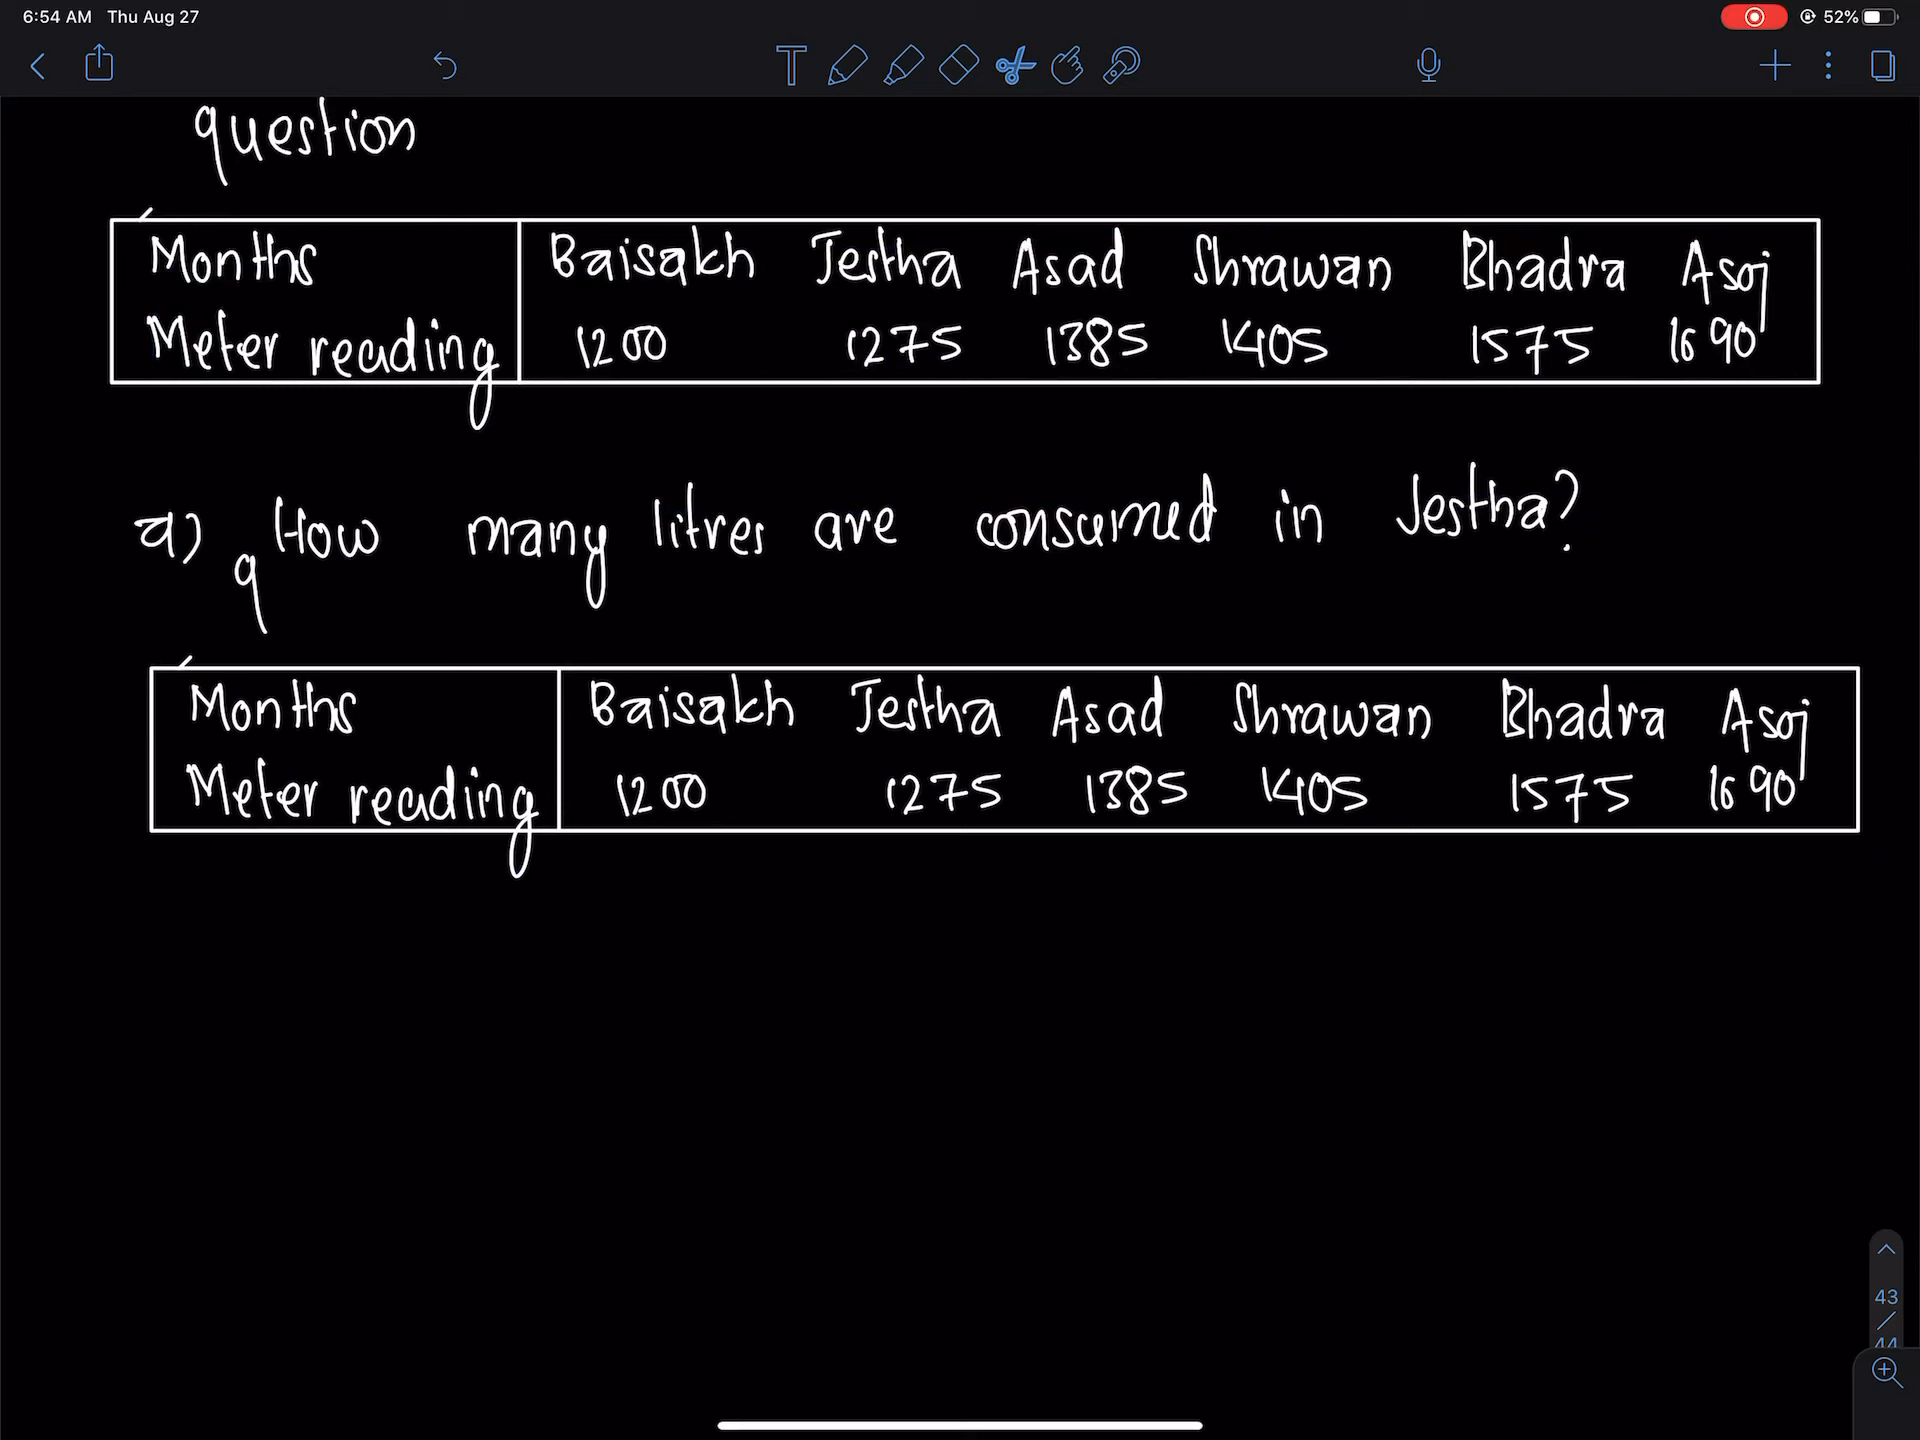 6:54 AM Thu Aug 27
52%
question
Months Baisakh Jestha Asad Shrawan Bhadra Asoj
Meter reading 1200 1275 1385 1405 1575 1690
a) How many litres are consumed in Jestha?
q
Months Baisakh Jestha Asad Shrawan Bhadra Asoj
Meter reading 1200 1275 1385 1405 1575 1690
43
/
44